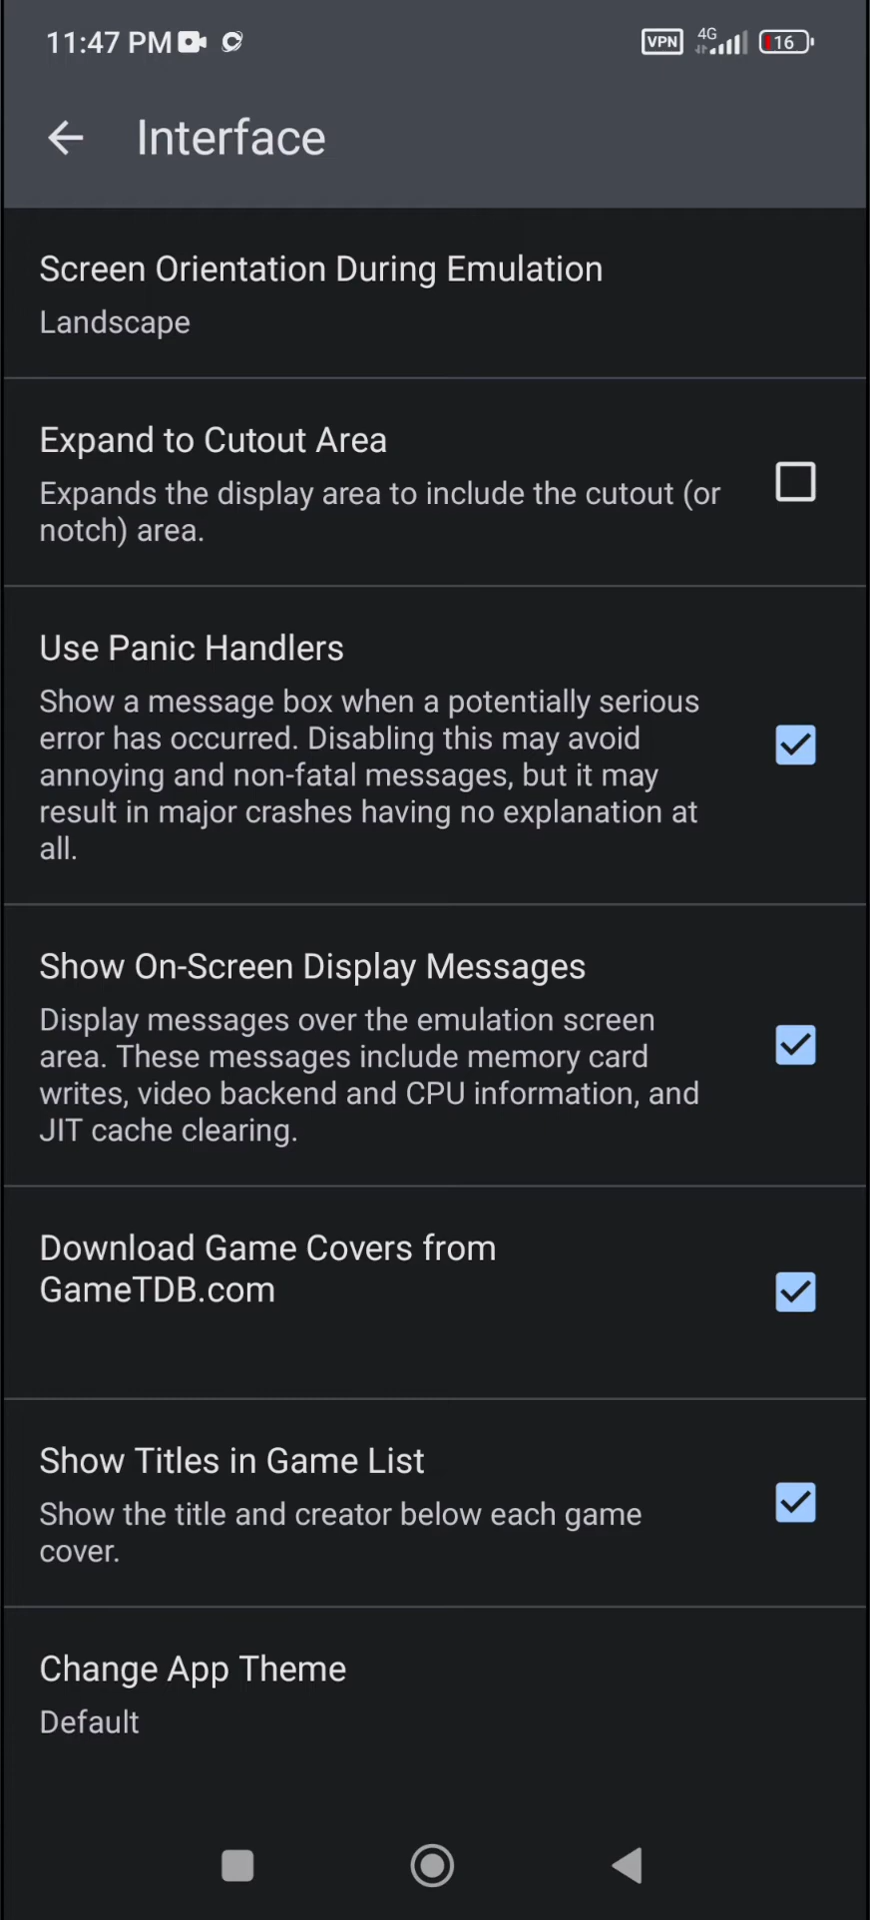 11:47 PM
VPN 4G 16
Interface
Screen Orientation During Emulation
Landscape
Expand to Cutout Area
Expands the display area to include the cutout (or
notch) area.
Use Panic Handlers
Show a message box when a potentially serious
error has occurred. Disabling this may avoid
annoying and non-fatal messages, but it may
result in major crashes having no explanation at
all.
Show On-Screen Display Messages
Display messages over the emulation screen
area. These messages include memory card
writes, video backend and CPU information, and
JIT cache clearing.
Download Game Covers from
GameTDB.com
Show Titles in Game List
Show the title and creator below each game
cover.
Change App Theme
Default